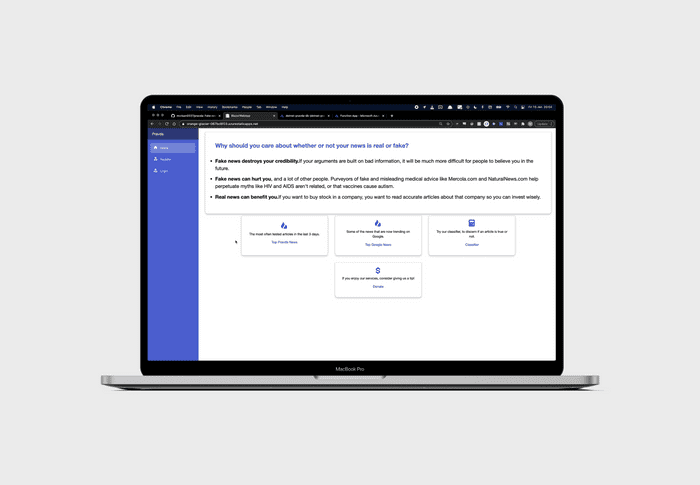 Chrome File Edit View History Bookmarks People Tab Window Help
Home
Register
Login
Why should you care about whether or not your news is real or fake?
Fake news destroys your credibility.If your arguments are built on bad information, it will be much more difficult for people to believe you in the
future.
Fake news can hurt you, and a lot of other people. Purveyors of fake and misleading medical advice like Mercola.com and NaturalNews.com help
perpetuate myths like HIV and AIDS aren't related, or that vaccines cause autism.
Real news can benefit you.If you want to buy stock in a company, you want to read accurate articles about that company so you can invest wisely.
The most often tested articles in the last 3 days.
Top Friends News
Some of the news that are now trending on
Google.
Top Google News
Try our classifier, to discern if an article is true or
not.
Classifier
If you enjoy our services, consider giving us a tip!
Donate
MacBook Pro